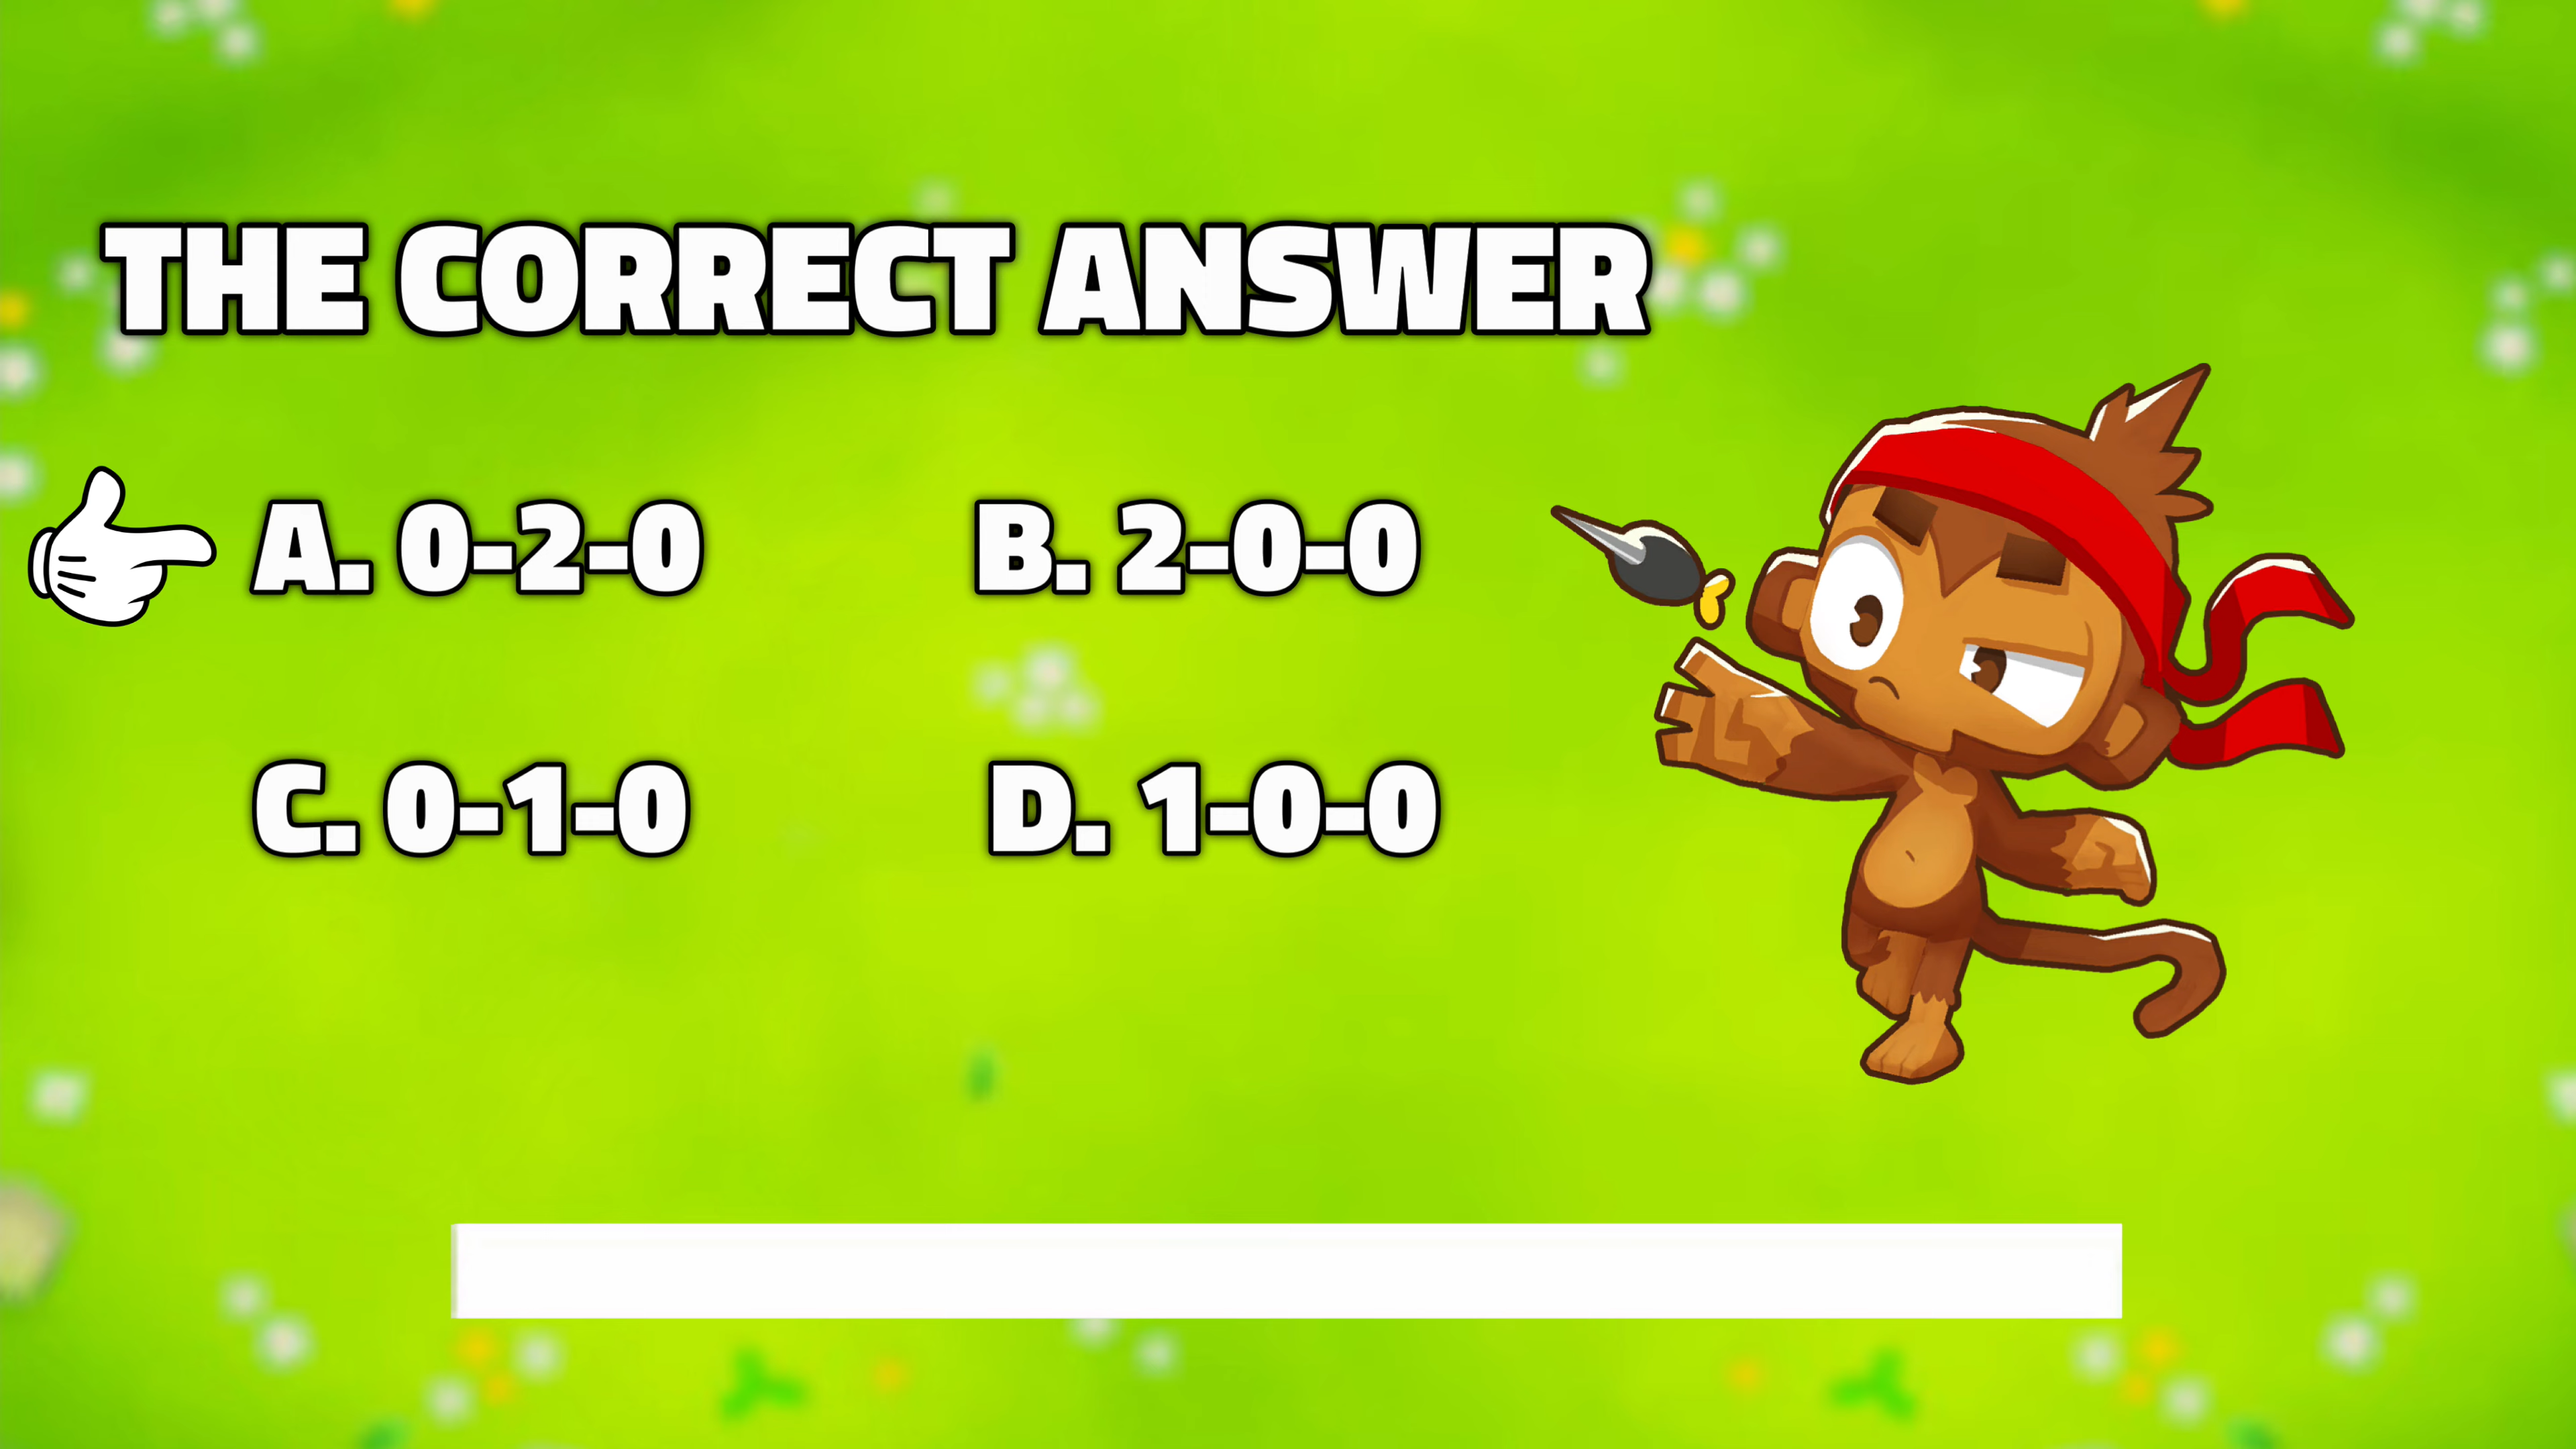 THE CORRECT ANSWER
A. 0-2-0
B. 2-0-0
C. 0-1-0
D. 1-0-0